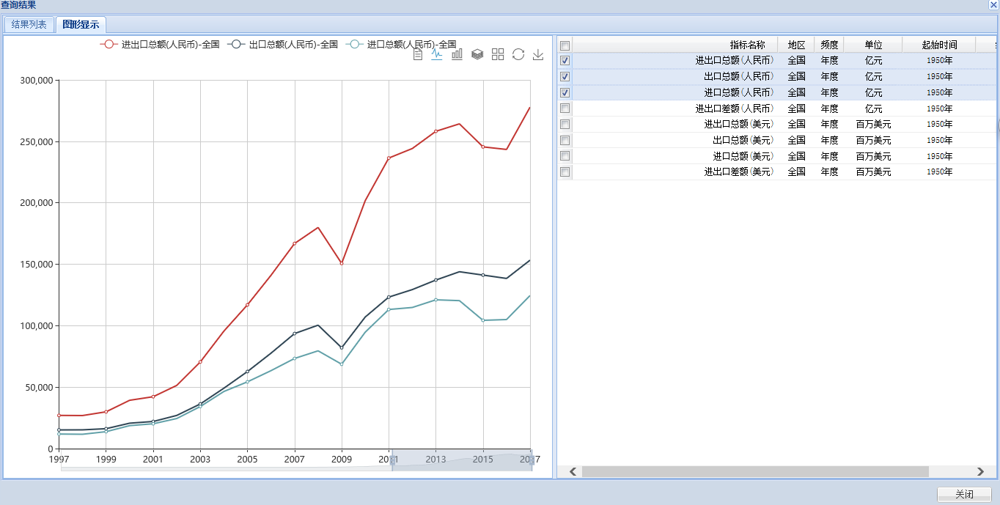 查询结果
结果列表 图形显示
进出口总额(人民币)-全国 出口总额(人民币)-全国 进口总额(人民币)-全国
300,000
250,000
200,000
150,000
100,000
50,000
0
1997 1999 2001 2003 2005 2007 2009 2011 2013 2015 2017
指标名称 地区 频度 单位 起始时间
进出口总额(人民币) 全国 年度 亿元 1950年
出口总额(人民币) 全国 年度 亿元 1950年
进口总额(人民币) 全国 年度 亿元 1950年
进出口差额(人民币) 全国 年度 亿元 1950年
进出口总额(美元) 全国 年度 百万美元 1950年
出口总额(美元) 全国 年度 百万美元 1950年
进口总额(美元) 全国 年度 百万美元 1950年
进出口差额(美元) 全国 年度 百万美元 1950年
关闭